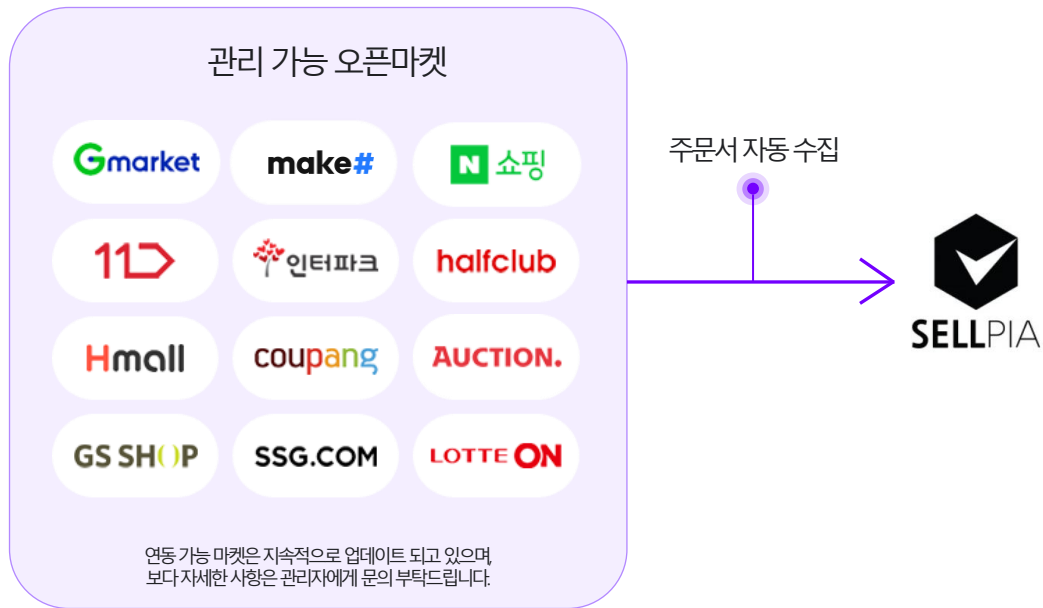 관리 가능 오픈마켓
Gmarket
make#
N 쇼핑
주문서 자동 수집
11
인터파크
halfclub
SELLPIA
Hmall
coupang
AUCTION.
GS SHOP
SSG.COM
LOTTE ON
연동 가능 마켓은 지속적으로 업데이트 되고 있으며,
보다 자세한 사항은 관리자에게 문의 부탁드립니다.